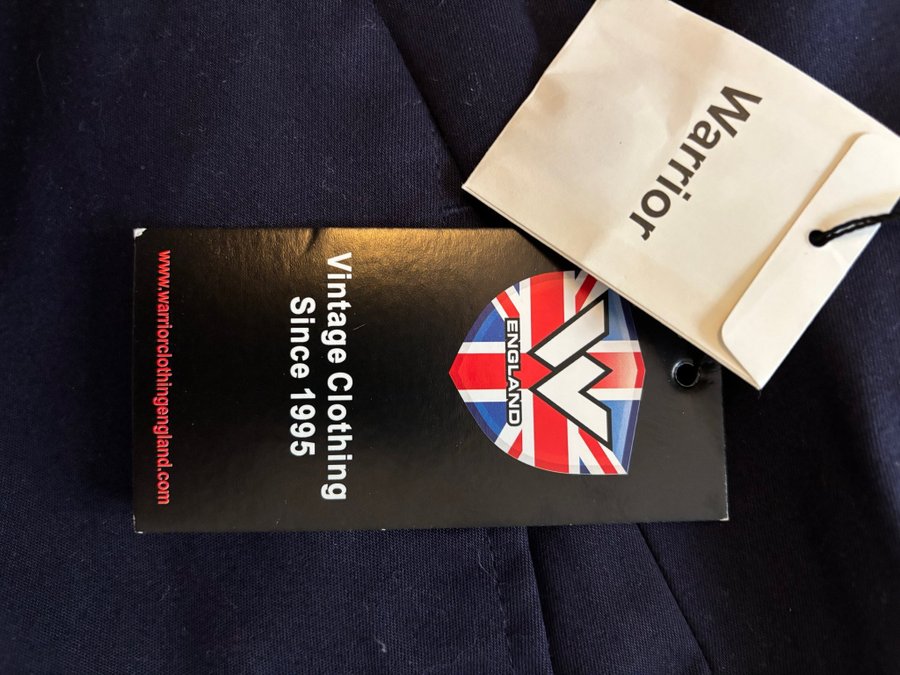 Warrior
W
ENGLAND
Vintage Clothing
Since 1995
www.warriorclothingengland.com